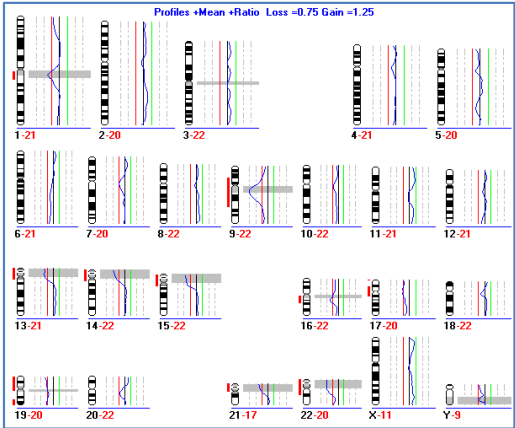 Profiles +Mean +Ratio Loss =0.75 Gain =1.25
1-21 2-20 3-22 4-21 5-20
6-21 7-20 8-22 9-22 10-22 11-21 12-21
13-21 14-22 15-22 16-22 17-20 18-22
19-20 20-22 21-17 22-20 X-11 Y-9